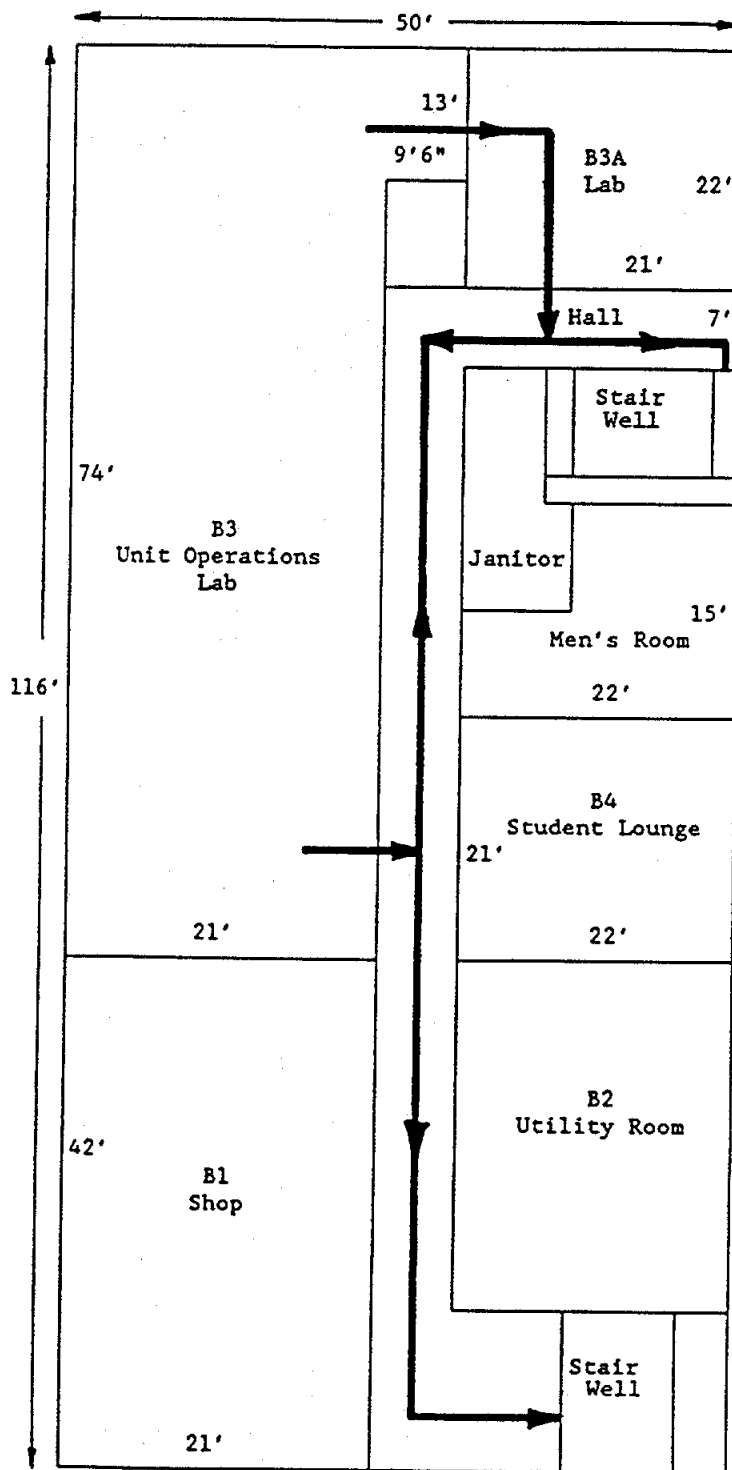 50'
13'
9'6"
B3A
Lab
22'
21'
Hall
7'
Stair
Well
74'
B3
Unit Operations
Lab
Janitor
15'
Men's Room
116'
22'
B4
Student Lounge
21'
21'
22'
B2
Utility Room
42'
B1
Shop
Stair
Well
21'